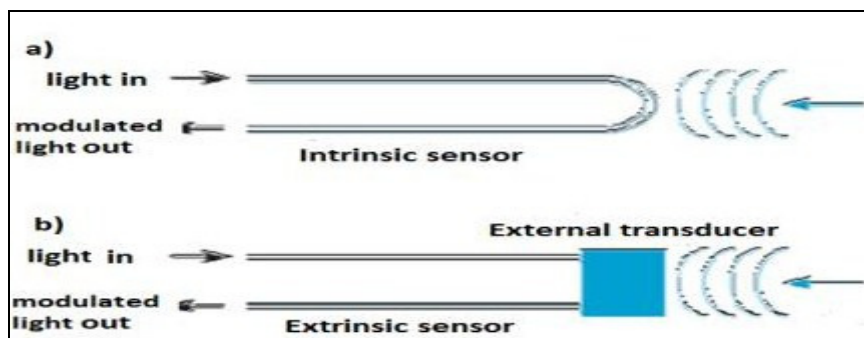 a)
light in
modulated
light out
Intrinsic sensor
b)
External transducer
light in
modulated
light out
Extrinsic sensor